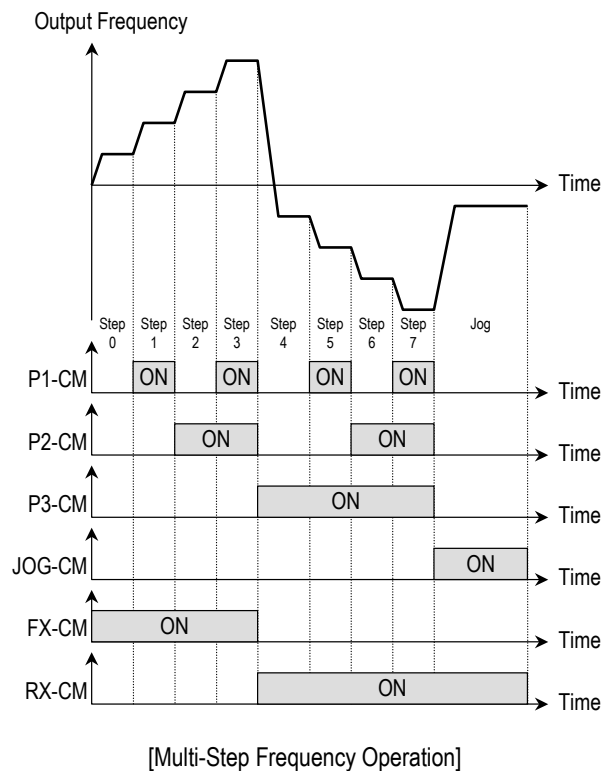 Output Frequency
Time
Step 0
Step 1
Step 2
Step 3
Step 4
Step 5
Step 6
Step 7
Jog
P1-CM
ON
ON
ON
ON
Time
P2-CM
ON
ON
Time
P3-CM
ON
Time
JOG-CM
ON
Time
FX-CM
ON
Time
RX-CM
ON
Time
[Multi-Step Frequency Operation]